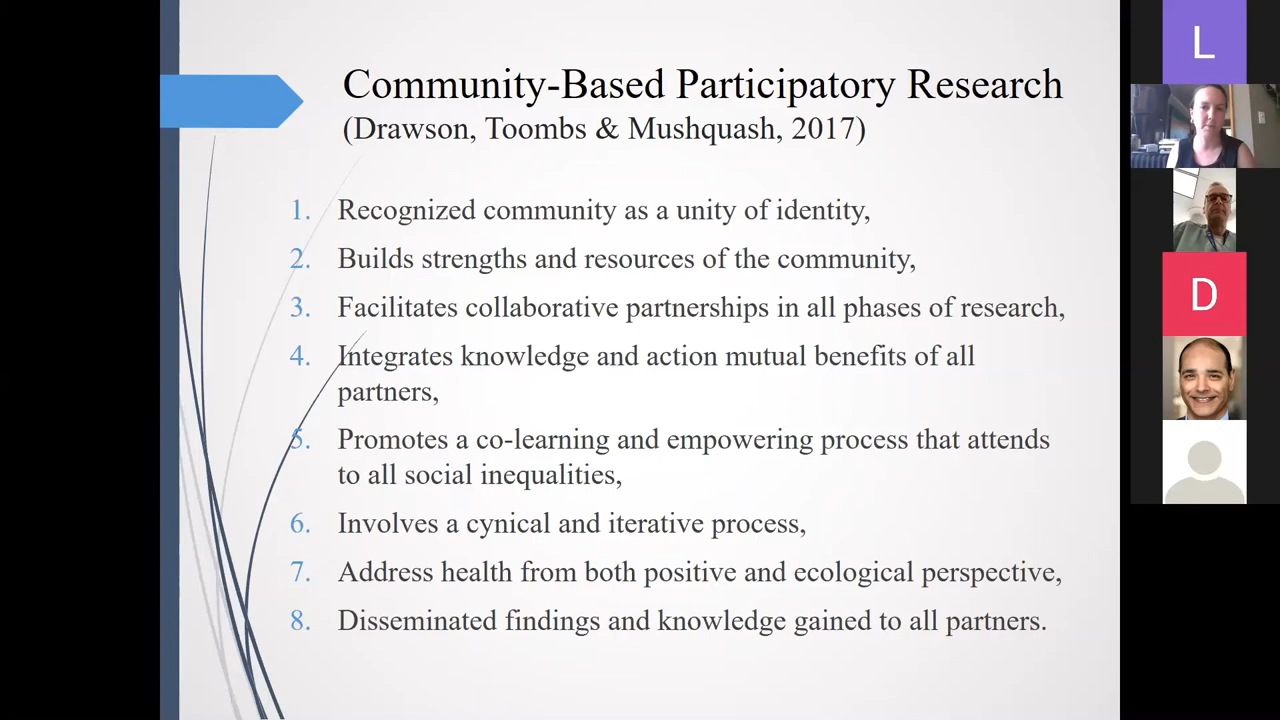 Community-Based Participatory Research
(Drawson, Toombs & Mushquash, 2017)
1. Recognized community as a unity of identity,
2. Builds strengths and resources of the community,
3. Facilitates collaborative partnerships in all phases of research,
4. Integrates knowledge and action mutual benefits of all
partners,
5. Promotes a co-learning and empowering process that attends
to all social inequalities,
6. Involves a cynical and iterative process,
7. Address health from both positive and ecological perspective,
8. Disseminated findings and knowledge gained to all partners.
L
D